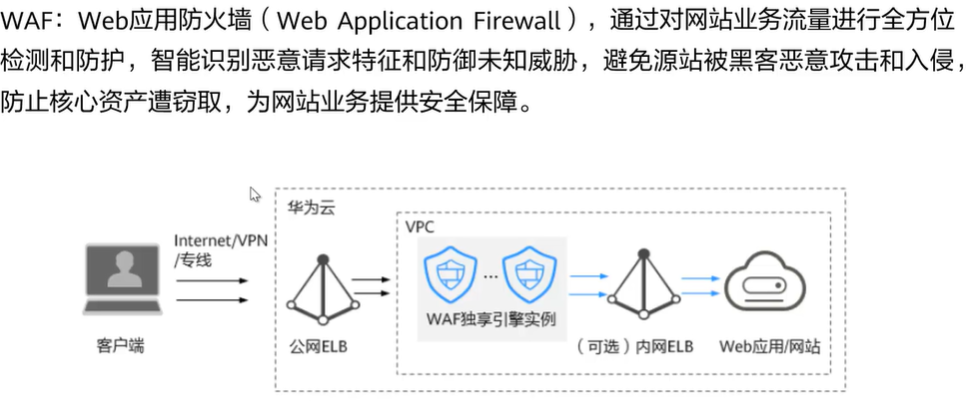 WAF：Web应用防火墙（Web Application Firewall），通过对网站业务流量进行全方位
检测和防护，智能识别恶意请求特征和防御未知威胁，避免源站被黑客恶意攻击和入侵，
防止核心资产遭窃取，为网站业务提供安全保障。
华为云
VPC
Internet/VPN
/专线
...
WAF独享引擎实例
客户端
公网ELB
（可选）内网ELB
Web应用/网站